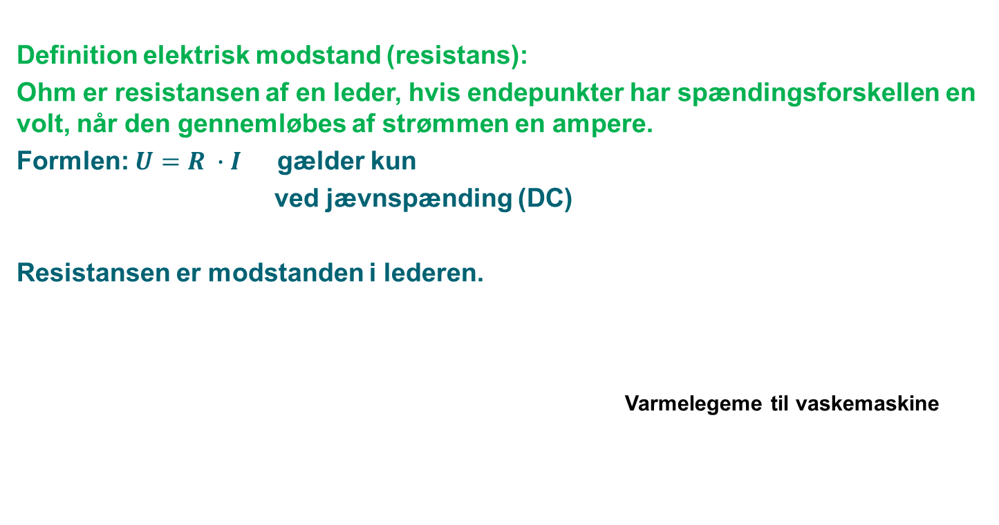 Definition elektrisk modstand (resistans):
Ohm er resistansen af en leder, hvis endepunkter har spændingsforskellen en
volt, når den gennemløbes af strømmen en ampere.
Formlen: U = R · I gælder kun
ved jævnspænding (DC)
Resistansen er modstanden i lederen.
Varmelegeme til vaskemaskine